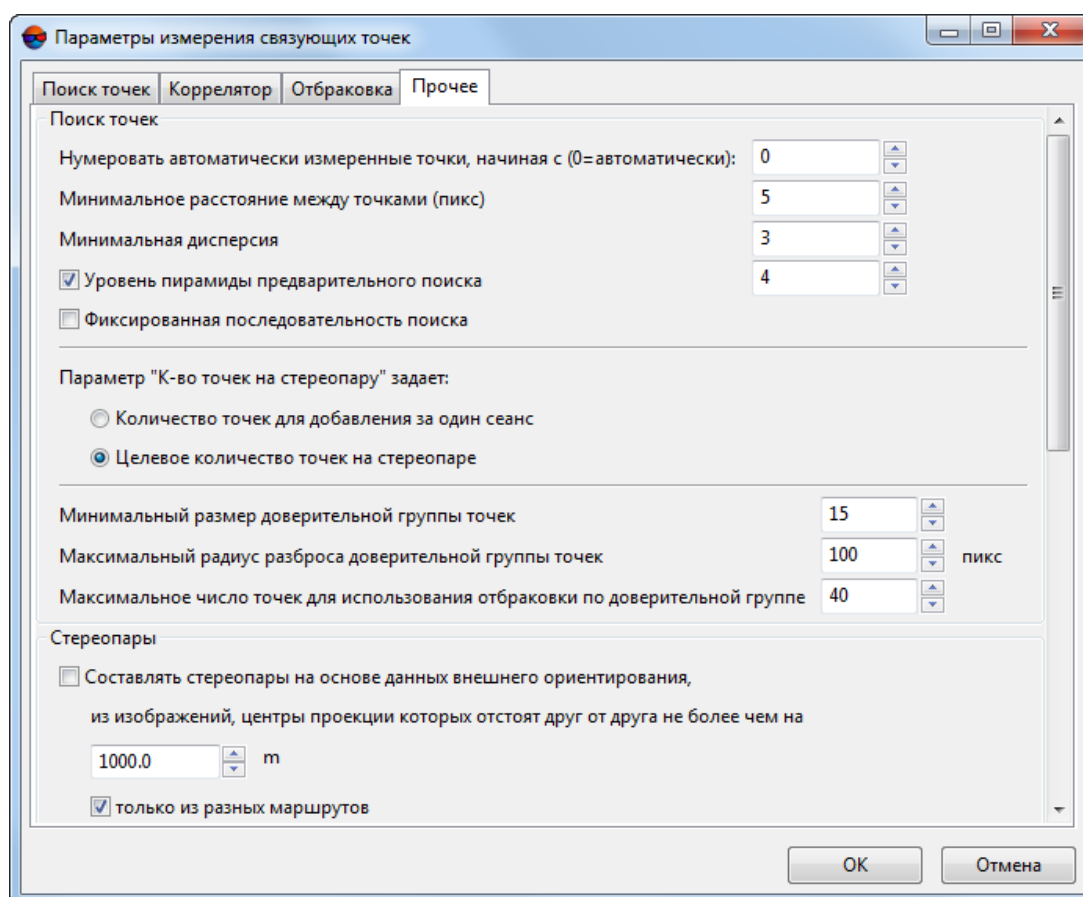 Параметры измерения связующих точек
Поиск точек Коррелятор Отбраковка Прочее
Поиск точек
Нумеровать автоматически измеренные точки, начиная с (0=автоматически): 0
Минимальное расстояние между точками (пикс) 5
Минимальная дисперсия 3
Уровень пирамиды предварительного поиска 4
Фиксированная последовательность поиска
Параметр "К-во точек на стереопару" задает:
Количество точек для добавления за один сеанс
Целевое количество точек на стереопаре
Минимальный размер доверительной группы точек 15
Максимальный радиус разброса доверительной группы точек 100 пикс
Максимальное число точек для использования отбраковки по доверительной группе 40
Стереопары
Составлять стереопары на основе данных внешнего ориентирования,
из изображений, центры проекции которых отстоят друг от друга не более чем на
1000.0 m
только из разных маршрутов
OK Отмена